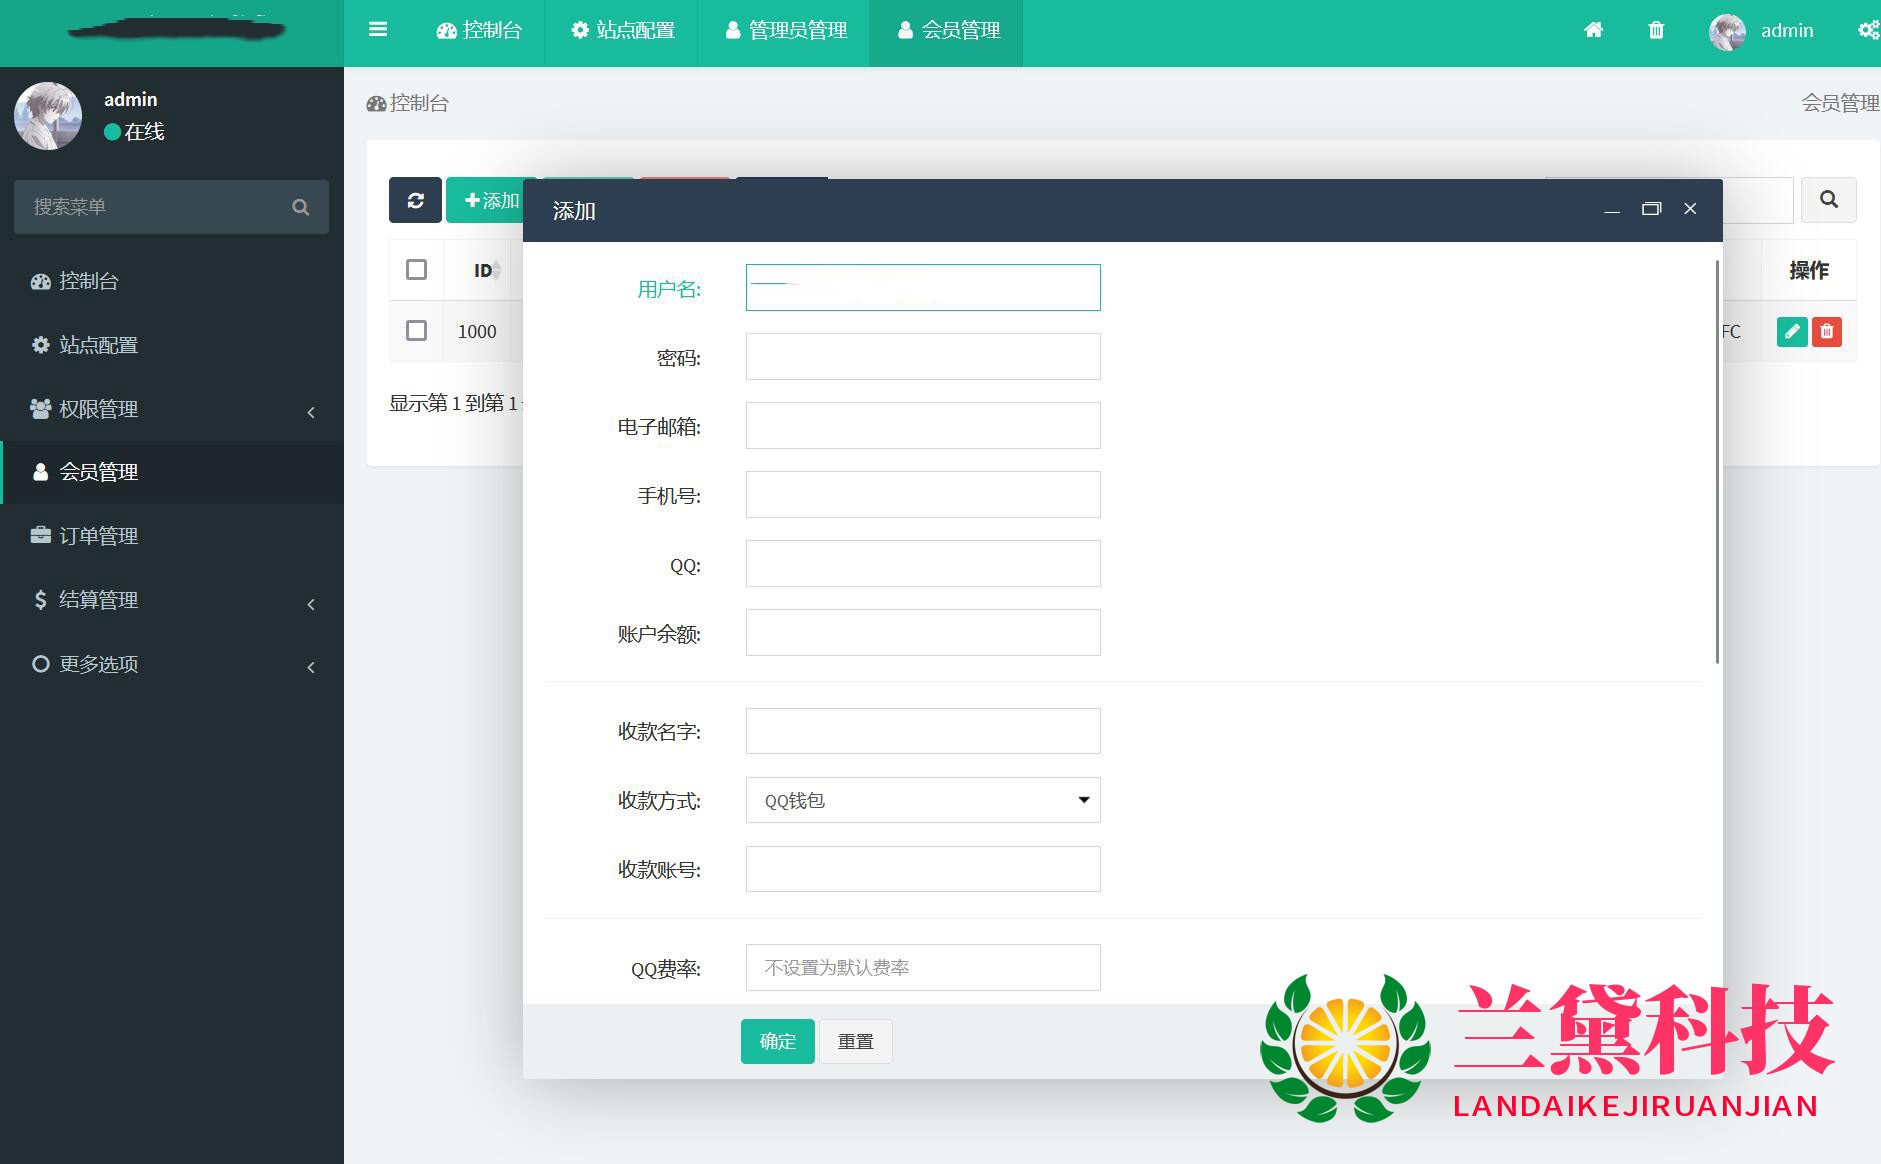 控制台
站点配置
管理员管理
会员管理
admin
admin
在线
搜索菜单
控制台
站点配置
权限管理
会员管理
订单管理
结算管理
更多选项
控制台
会员管理
添加
ID
操作
1000
FC
显示第 1 到第 1
添加
用户名:
密码:
电子邮箱:
手机号:
QQ:
账户余额:
收款名字:
收款方式:
QQ钱包
收款账号:
QQ费率:
不设置为默认费率
确定
重置
兰黛科技
LANDAIKEJIRUANJIAN